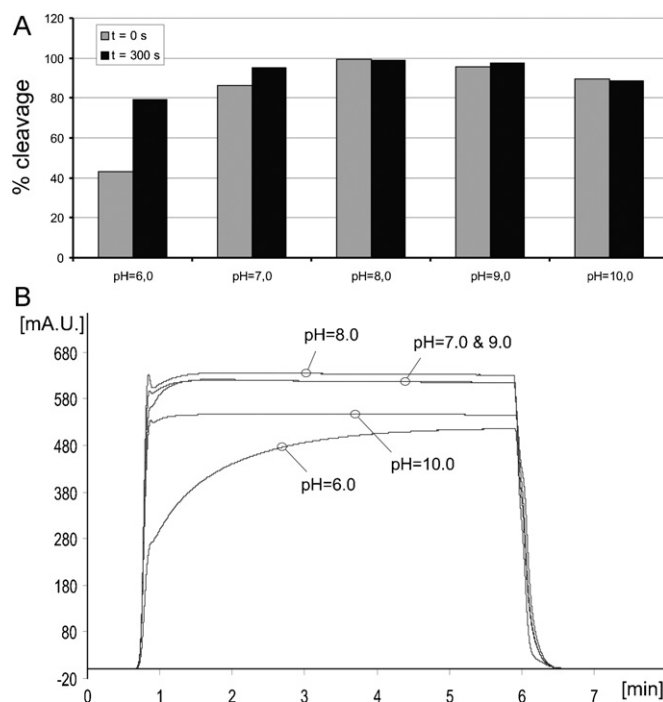 A
t = 0 s
t = 300 s
% cleavage
120
100
80
60
40
20
0
pH=6,0 pH=7,0 pH=8,0 pH=9,0 pH=10,0
B
[mA.U.]
680
580
480
380
280
180
80
-20
pH=8.0
pH=7.0 & 9.0
pH=10.0
pH=6.0
0 1 2 3 4 5 6 7 [min]